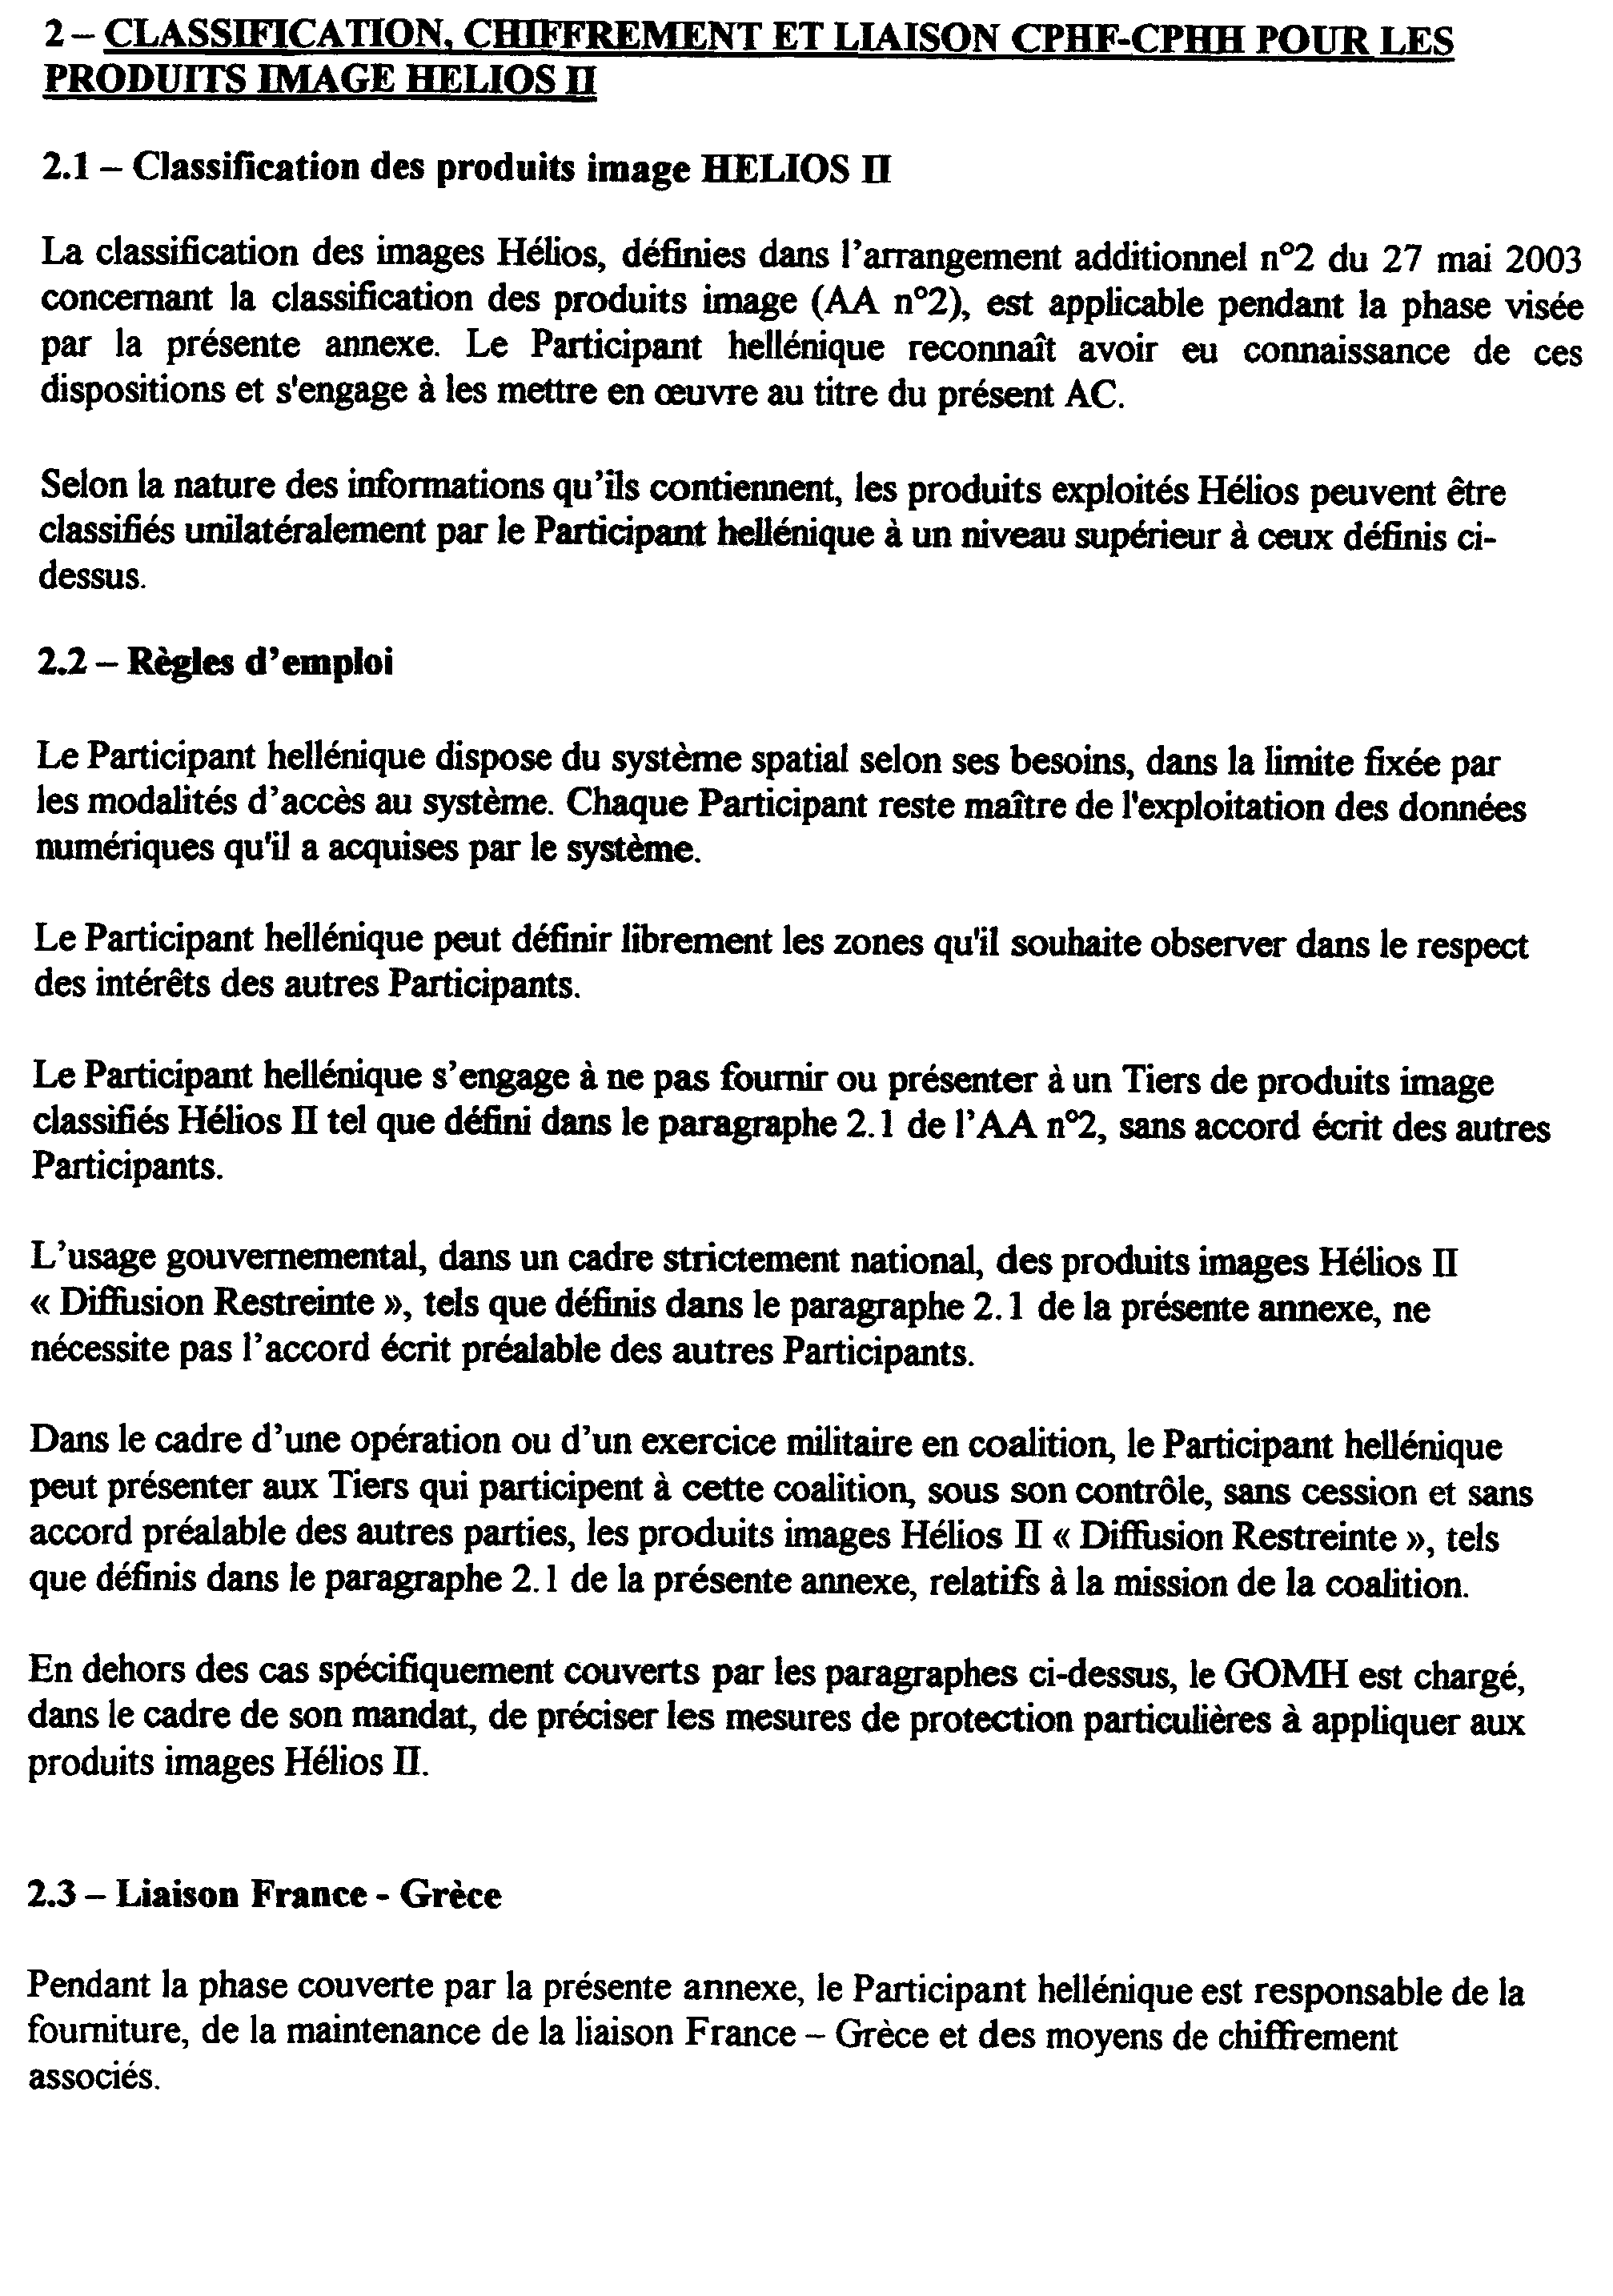 2 – CLASSIFICATION, CHIFFREMENT ET LIAISON CPHF-CPHH POUR LES
PRODUITS IMAGE HELIOS II
2.1 – Classification des produits image HELIOS II
La classification des images Hélios, définies dans l'arrangement additionnel n°2 du 27 mai 2003
concernant la classification des produits image (AA n°2), est applicable pendant la phase visée
par la présente annexe. Le Participant hellénique reconnaît avoir eu connaissance de ces
dispositions et s'engage à les mettre en œuvre au titre du présent AC.
Selon la nature des informations qu'ils contiennent, les produits exploités Hélios peuvent être
classifiés unilatéralement par le Participant hellénique à un niveau supérieur à ceux définis ci-
dessus.
2.2 – Règles d'emploi
Le Participant hellénique dispose du système spatial selon ses besoins, dans la limite fixée par
les modalités d'accès au système. Chaque Participant reste maître de l'exploitation des données
numériques qu'il a acquises par le système.
Le Participant hellénique peut définir librement les zones qu'il souhaite observer dans le respect
des intérêts des autres Participants.
Le Participant hellénique s'engage à ne pas fournir ou présenter à un Tiers de produits image
classifiés Hélios II tel que défini dans le paragraphe 2.1 de l'AA n°2, sans accord écrit des autres
Participants.
L'usage gouvernemental, dans un cadre strictement national, des produits images Hélios II
« Diffusion Restreinte », tels que définis dans le paragraphe 2.1 de la présente annexe, ne
nécessite pas l'accord écrit préalable des autres Participants.
Dans le cadre d'une opération ou d'un exercice militaire en coalition, le Participant hellénique
peut présenter aux Tiers qui participent à cette coalition, sous son contrôle, sans cession et sans
accord préalable des autres parties, les produits images Hélios II « Diffusion Restreinte », tels
que définis dans le paragraphe 2.1 de la présente annexe, relatifs à la mission de la coalition.
En dehors des cas spécifiquement couverts par les paragraphes ci-dessus, le GOMH est chargé,
dans le cadre de son mandat, de préciser les mesures de protection particulières à appliquer aux
produits images Hélios II.
2.3 – Liaison France - Grèce
Pendant la phase couverte par la présente annexe, le Participant hellénique est responsable de la
fourniture, de la maintenance de la liaison France – Grèce et des moyens de chiffrement
associés.